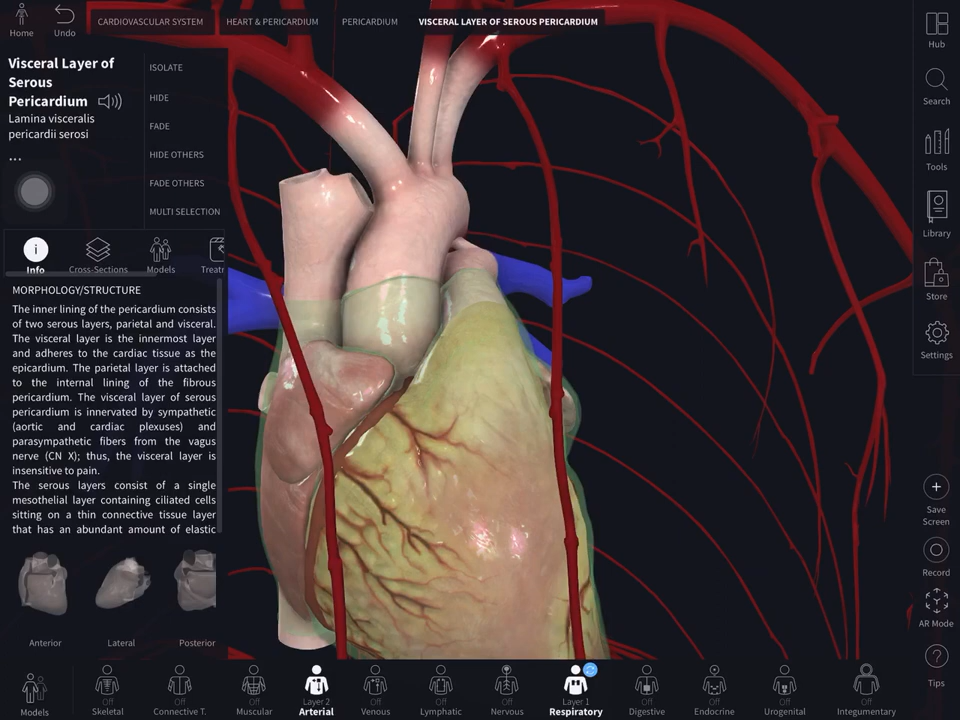 CARDIOVASCULAR SYSTEM
HEART & PERICARDIUM
PERICARDIUM
VISCERAL LAYER OF SEROUS PERICARDIUM
Home
Undo
Visceral Layer of
Serous
Pericardium
Lamina visceralis
pericardii serosi
...
ISOLATE
HIDE
FADE
HIDE OTHERS
FADE OTHERS
MULTI SELECTION
Info
Cross-Sections
Models
Treatr
MORPHOLOGY/STRUCTURE
The inner lining of the pericardium consists
of two serous layers, parietal and visceral.
The visceral layer is the innermost layer
and adheres to the cardiac tissue as the
epicardium. The parietal layer is attached
to the internal lining of the fibrous
pericardium. The visceral layer of serous
pericardium is innervated by sympathetic
(aortic and cardiac plexuses) and
parasympathetic fibers from the vagus
nerve (CN X); thus, the visceral layer is
insensitive to pain.
The serous layers consist of a single
mesothelial layer containing ciliated cells
sitting on a thin connective tissue layer
that has an abundant amount of elastic
Anterior
Lateral
Posterior
Hub
Search
Tools
Library
Store
Settings
Save
Screen
Record
AR Mode
Tips
Models
Off
Skeletal
Off
Connective T.
Off
Muscular
Layer 2
Arterial
Off
Venous
Off
Lymphatic
Off
Nervous
Layer 1
Respiratory
Off
Digestive
Off
Endocrine
Off
Urogenital
Off
Integumentary